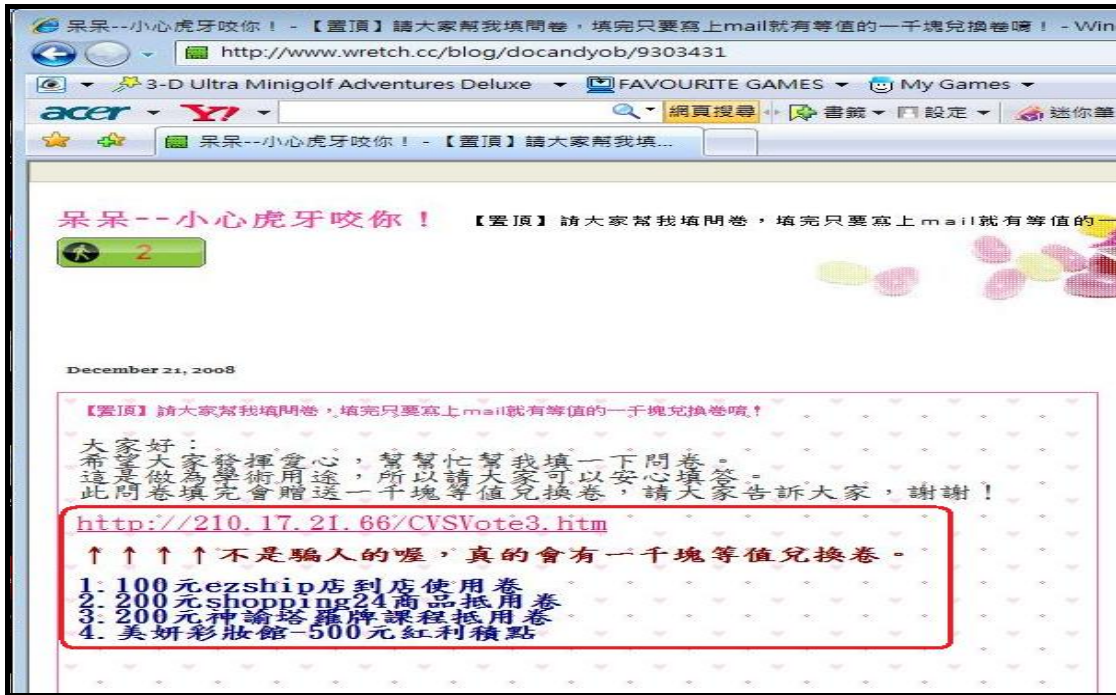 呆呆--小心虎牙咬你！ - 【置頂】請大家幫我填問卷，填完只要寫上mail就有等值的一千塊兌換卷唷！ - Win
http://www.wretch.cc/blog/docandyob/9303431
3-D Ultra Minigolf Adventures Deluxe FAVOURITE GAMES My Games
acer Y! 網頁搜尋 書籤 設定 迷你筆
呆呆--小心虎牙咬你！ - 【置頂】請大家幫我填...
呆呆--小心虎牙咬你！ 【置頂】請大家幫我填問卷，填完只要寫上mail就有等值的一
2
December 21, 2008
【置頂】請大家幫我填問卷，填完只要寫上mail就有等值的一千塊兌換卷唷！
大家好：
希望大家發揮愛心，幫幫忙幫我填一下問卷。
這是做為學術用途，所以請大家可以安心填答。
此問卷填完會贈送一千塊等值兌換卷，請大家告訴大家，謝謝！
http://210.17.21.66/CVSVote3.htm
↑↑↑↑不是騙人的喔，真的會有一千塊等值兌換卷。
1. 100元ezship店到店使用卷
2. 200元shopping24商品抵用卷
3. 200元神諭塔羅牌課程抵用卷
4. 美妍彩妝館-500元紅利積點